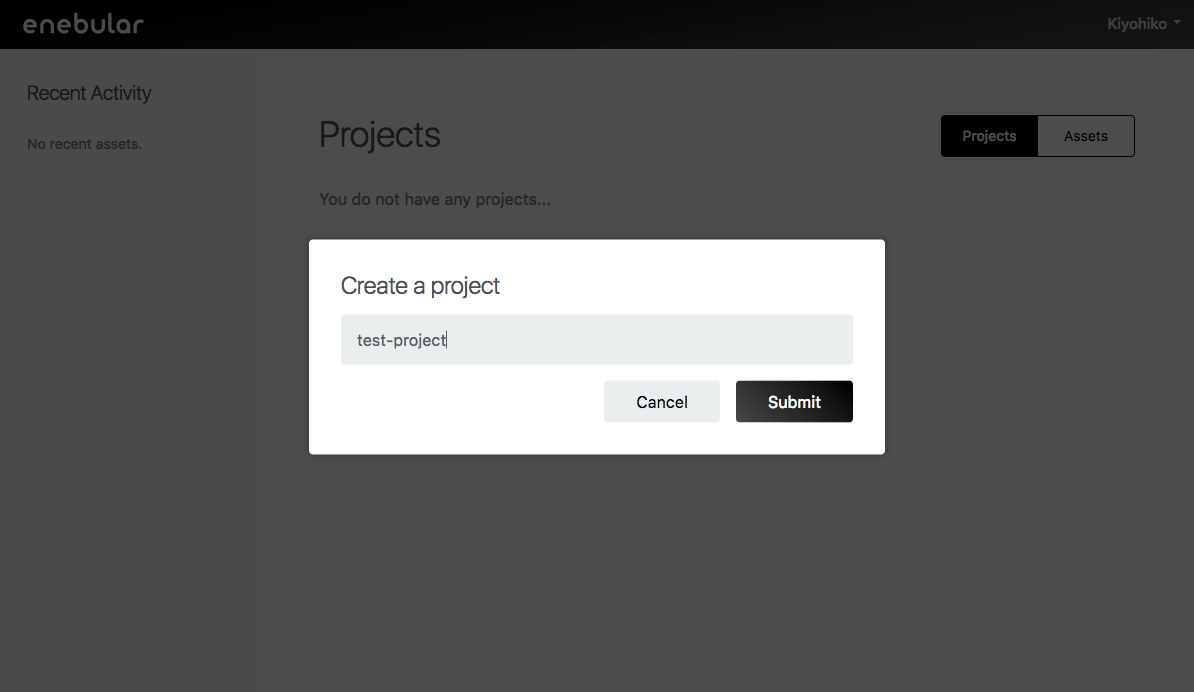 enebular
Kiyohiko
Recent Activity
No recent assets.
Projects
Projects
Assets
You do not have any projects...
Create a project
test-project
Cancel
Submit